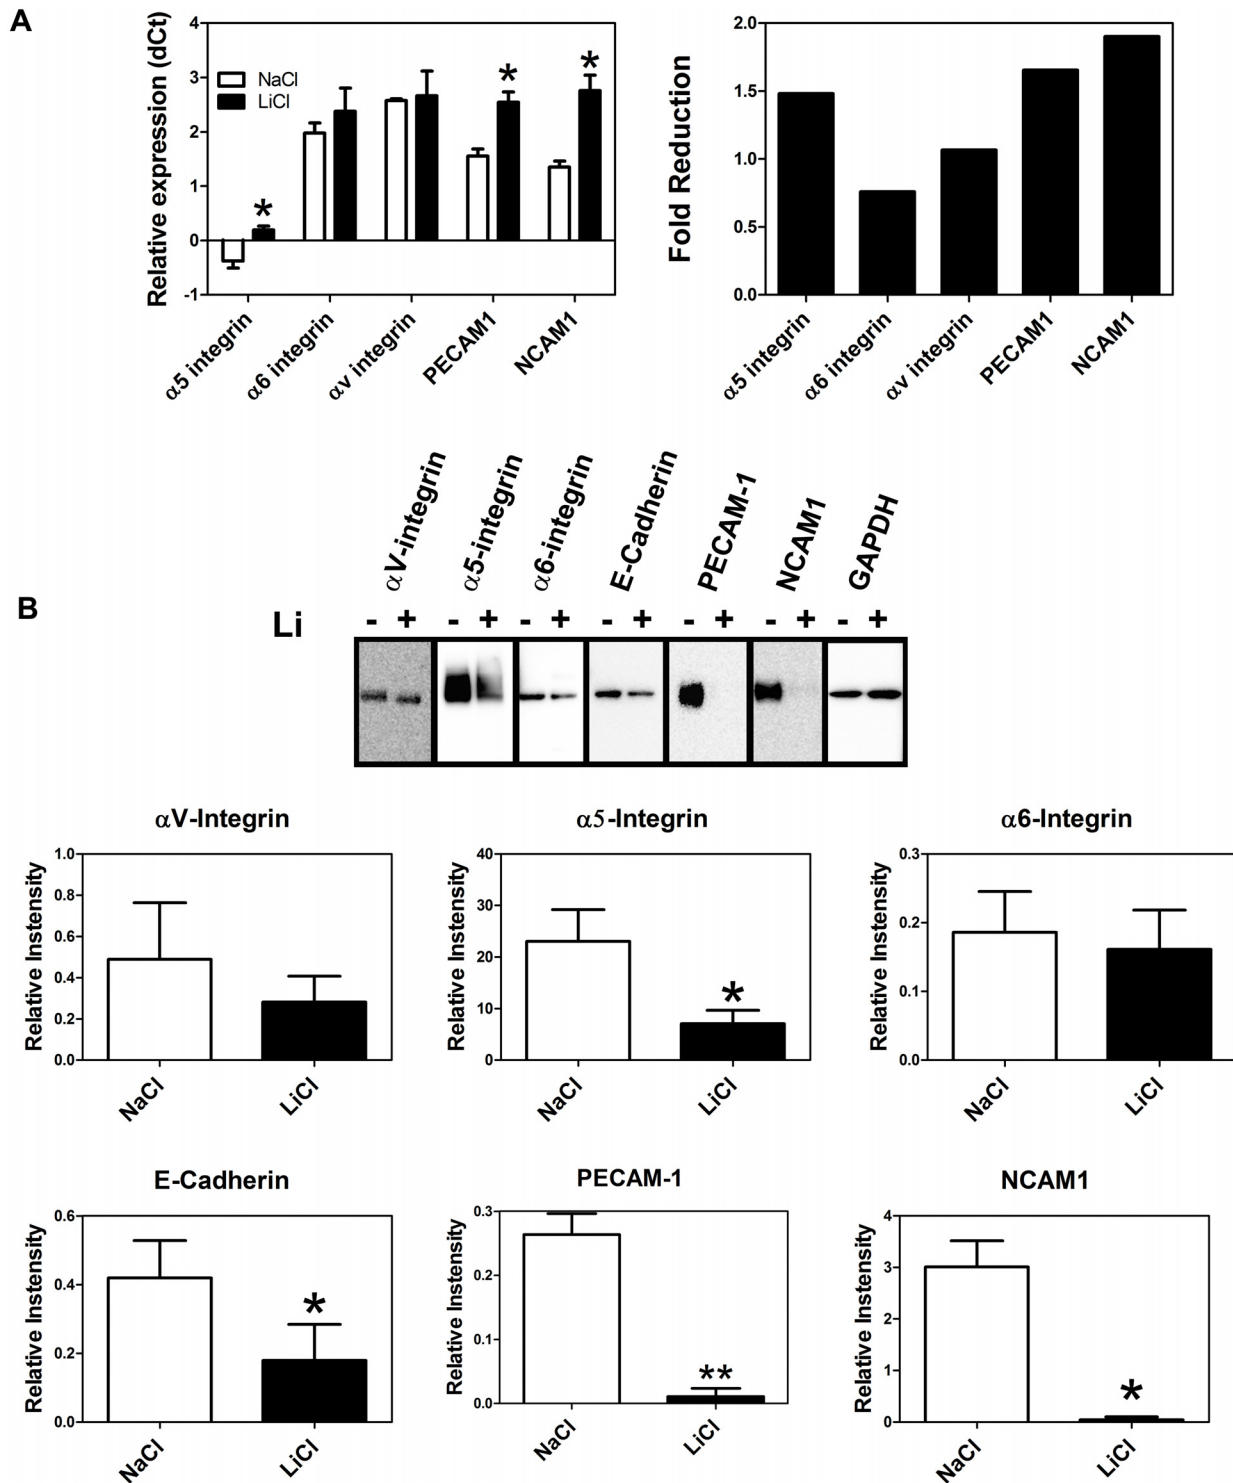 A
Relative expression (dCt)
4
3
2
1
0
-1
NaCl
LiCl
*
*
*
α5 integrin
α6 integrin
αv integrin
PECAM1
NCAM1
Fold Reduction
2.0
1.5
1.0
0.5
0.0
α5 integrin
α6 integrin
αv integrin
PECAM1
NCAM1
B
αV-integrin
α5-integrin
α6-integrin
E-Cadherin
PECAM-1
NCAM1
GAPDH
Li
- + - + - + - + - + - + - +
αV-Integrin
Relative Instensity
1.0
0.8
0.6
0.4
0.2
0.0
NaCl
LiCl
α5-Integrin
Relative Instensity
40
30
20
10
0
*
NaCl
LiCl
α6-Integrin
Relative Instensity
0.3
0.2
0.1
0.0
NaCl
LiCl
E-Cadherin
Relative Instensity
0.6
0.4
0.2
0.0
*
NaCl
LiCl
PECAM-1
Relative Instensity
0.3
0.2
0.1
0.0
**
NaCl
LiCl
NCAM1
Relative Instensity
4
3
2
1
0
*
NaCl
LiCl